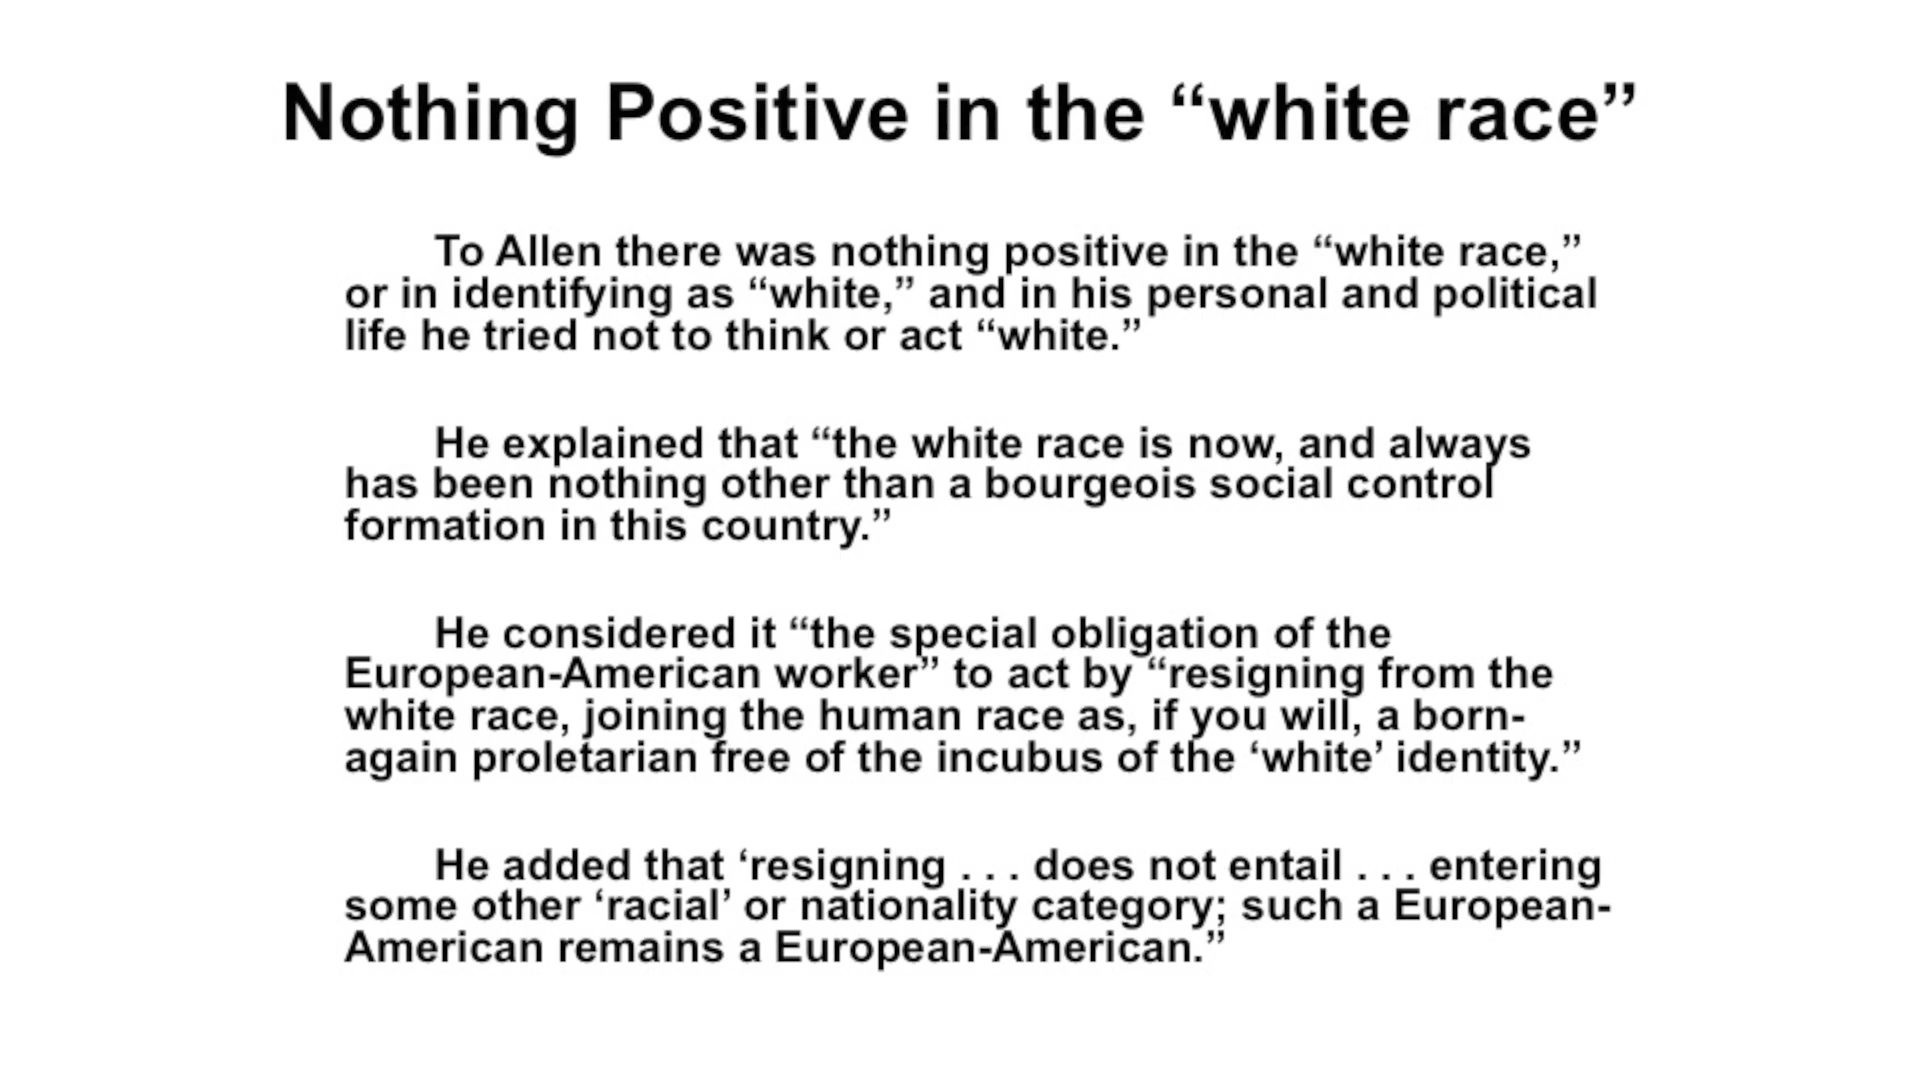 Nothing Positive in the “white race”
To Allen there was nothing positive in the “white race,”
or in identifying as “white,” and in his personal and political
life he tried not to think or act “white.”
He explained that “the white race is now, and always
has been nothing other than a bourgeois social control
formation in this country.”
He considered it “the special obligation of the
European-American worker” to act by “resigning from the
white race, joining the human race as, if you will, a born-
again proletarian free of the incubus of the ‘white’ identity.”
He added that ‘resigning . . . does not entail . . . entering
some other ‘racial’ or nationality category; such a European-
American remains a European-American.”